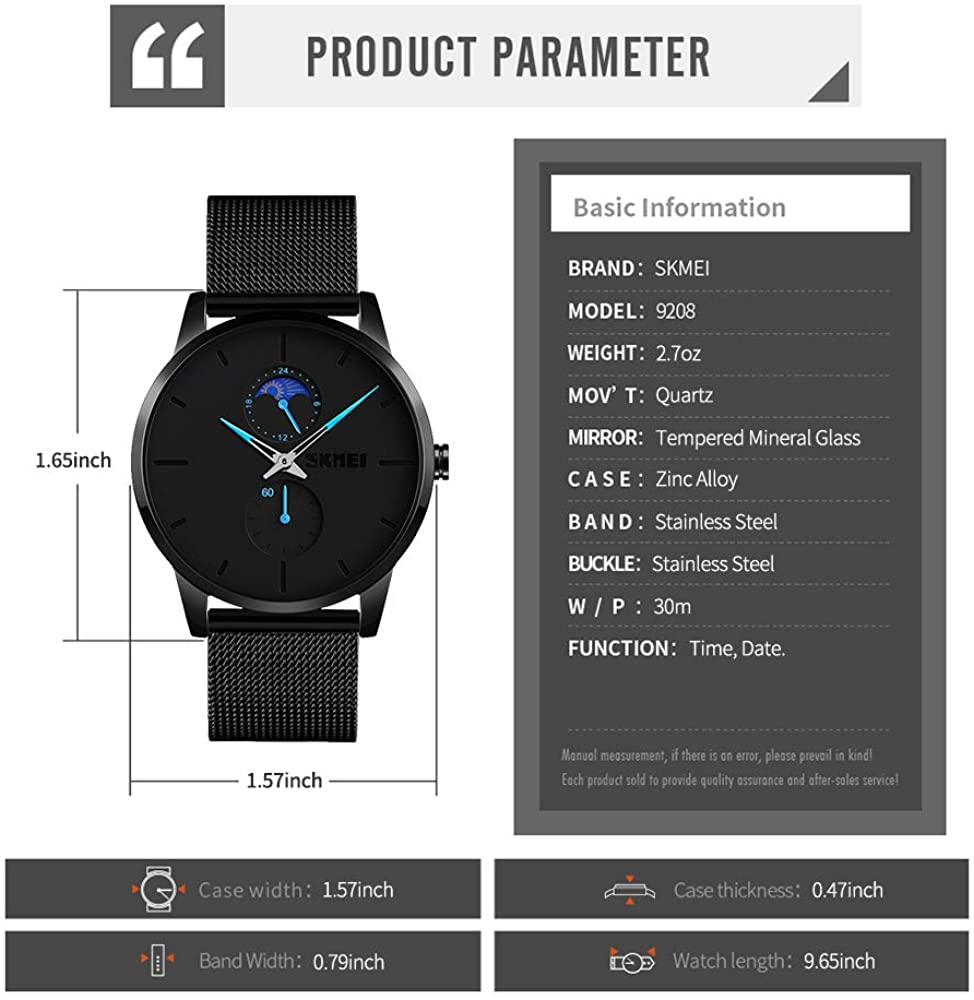 PRODUCT PARAMETER
Basic Information
BRAND: SKMEI
MODEL: 9208
WEIGHT: 2.7oz
MOV' T: Quartz
MIRROR: Tempered Mineral Glass
CASE: Zinc Alloy
BAND: Stainless Steel
BUCKLE: Stainless Steel
W / P : 30m
FUNCTION: Time, Date.
Manual measurement, if there is an error, please prevail in kind!
Each product sold to provide quality assurance and after-sales service!
24
18 6
12
SKMEI
60
1.65inch
1.57inch
Case width: 1.57inch
Case thickness: 0.47inch
Band Width: 0.79inch
Watch length: 9.65inch